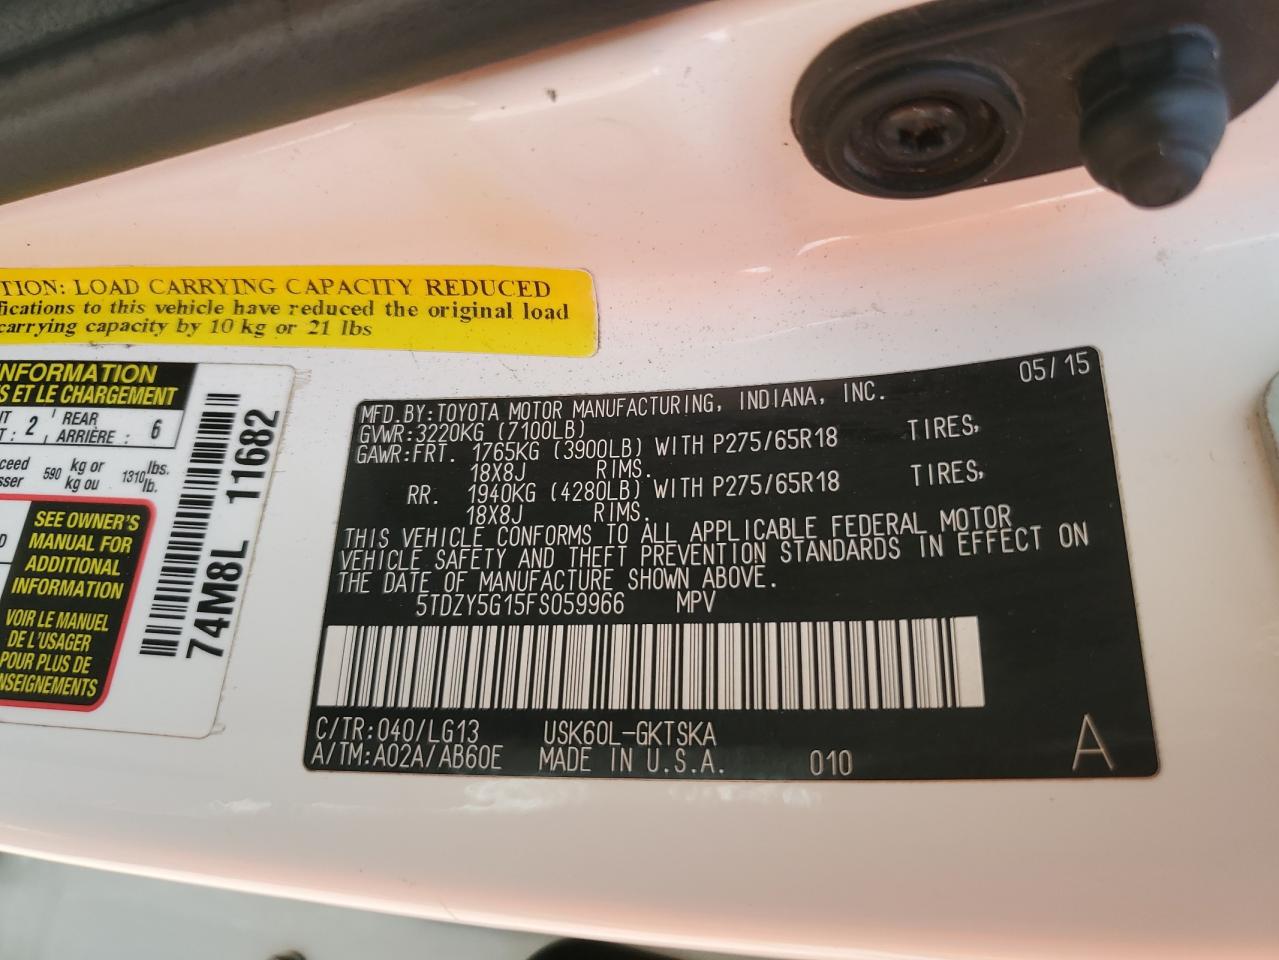 TION: LOAD CARRYING CAPACITY REDUCED
fications to this vehicle have reduced the original load
carrying capacity by 10 kg or 21 lbs
INFORMATION
S ET LE CHARGEMENT
NT : 2 REAR ARRIÈRE : 6
ceed
sser 590 kg or kg ou 1310 lbs. lb.
SEE OWNER'S
MANUAL FOR
ADDITIONAL
INFORMATION
VOIR LE MANUEL
DE L'USAGER
POUR PLUS DE
NSEIGNEMENTS
74M8L 11682
05/15
MFD.BY:TOYOTA MOTOR MANUFACTURING, INDIANA, INC.
GVWR:3220KG (7100LB)
GAWR:FRT. 1765KG (3900LB) WITH P275/65R18 TIRES,
18X8J RIMS.
RR. 1940KG (4280LB) WITH P275/65R18 TIRES,
18X8J RIMS.
THIS VEHICLE CONFORMS TO ALL APPLICABLE FEDERAL MOTOR
VEHICLE SAFETY AND THEFT PREVENTION STANDARDS IN EFFECT ON
THE DATE OF MANUFACTURE SHOWN ABOVE.
5TDZY5G15FS059966 MPV
C/TR:040/LG13 USK60L-GKTSKA
A/TM:A02A/AB60E MADE IN U.S.A. 010 A